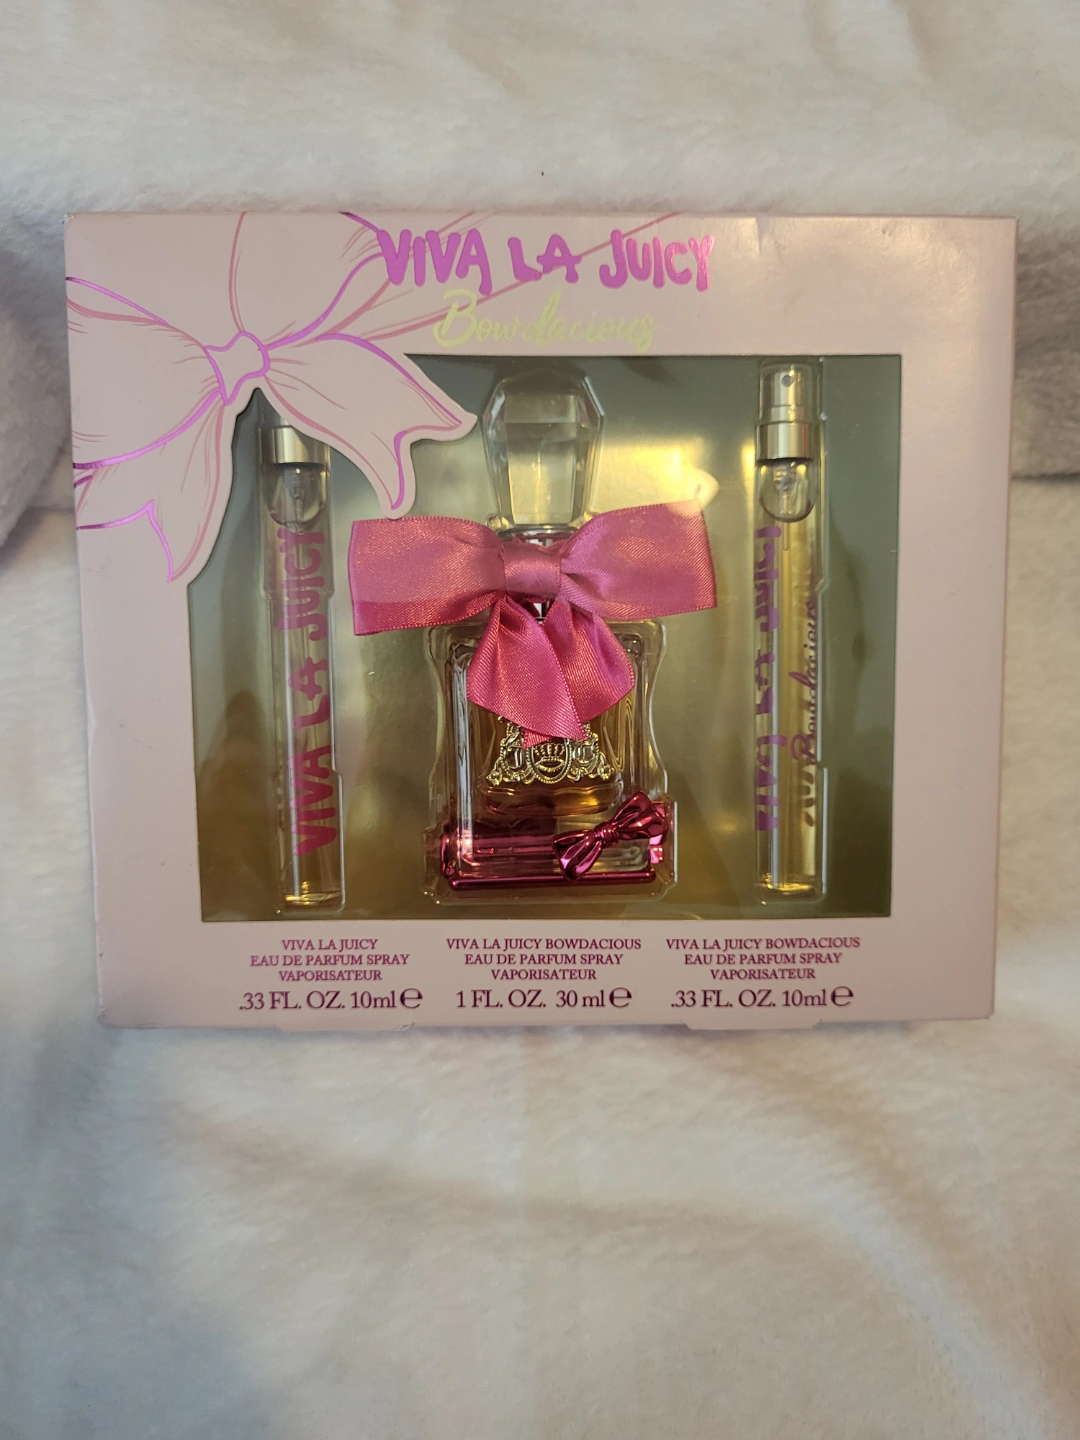 VIVA LA JUICY
Bowdacious
VIVA LA JUICY
VIVA LA JUICY
Bowdacious
VIVA LA JUICY
EAU DE PARFUM SPRAY
VAPORISATEUR
.33 FL. OZ. 10ml℮
VIVA LA JUICY BOWDACIOUS
EAU DE PARFUM SPRAY
VAPORISATEUR
1 FL. OZ. 30 ml℮
VIVA LA JUICY BOWDACIOUS
EAU DE PARFUM SPRAY
VAPORISATEUR
.33 FL. OZ. 10ml℮